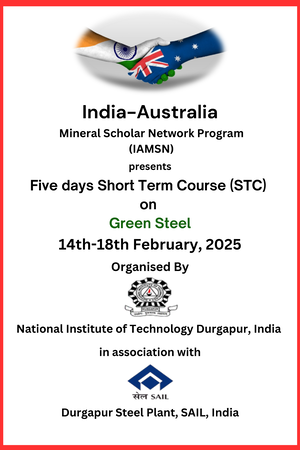 India-Australia
Mineral Scholar Network Program
(IAMSN)
presents
Five days Short Term Course (STC)
on
Green Steel
14th-18th February, 2025
Organised By
National Institute of Technology Durgapur, India
in association with
सेल SAIL
Durgapur Steel Plant, SAIL, India